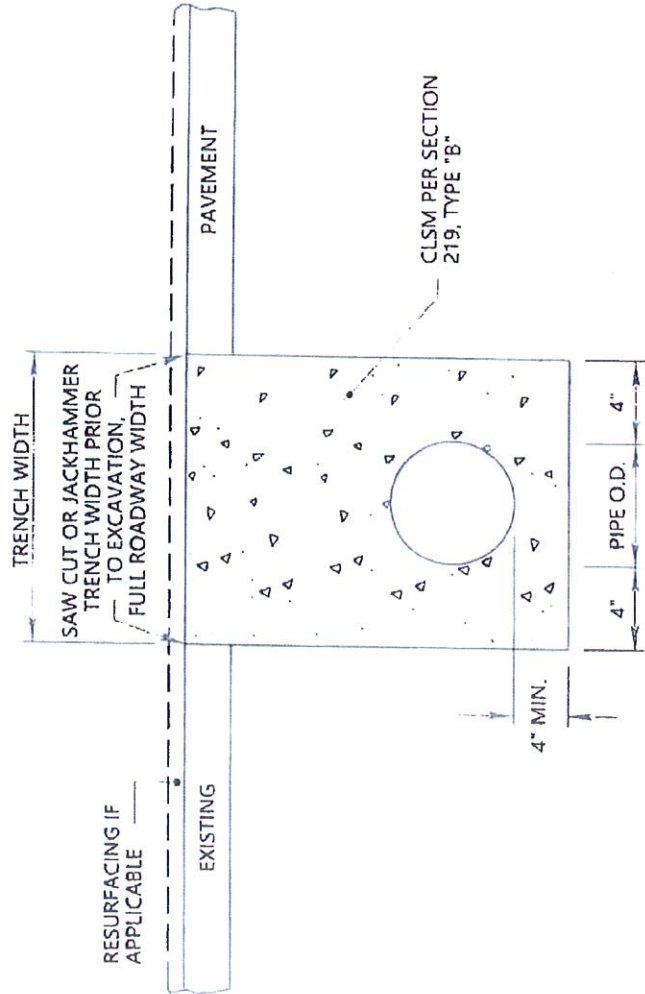 TRENCH WIDTH
SAW CUT OR JACKHAMMER
TRENCH WIDTH PRIOR
TO EXCAVATION,
FULL ROADWAY WIDTH
RESURFACING IF
APPLICABLE
EXISTING
PAVEMENT
CLSM PER SECTION
219, TYPE "B"
4" MIN.
4"
PIPE O.D.
4"